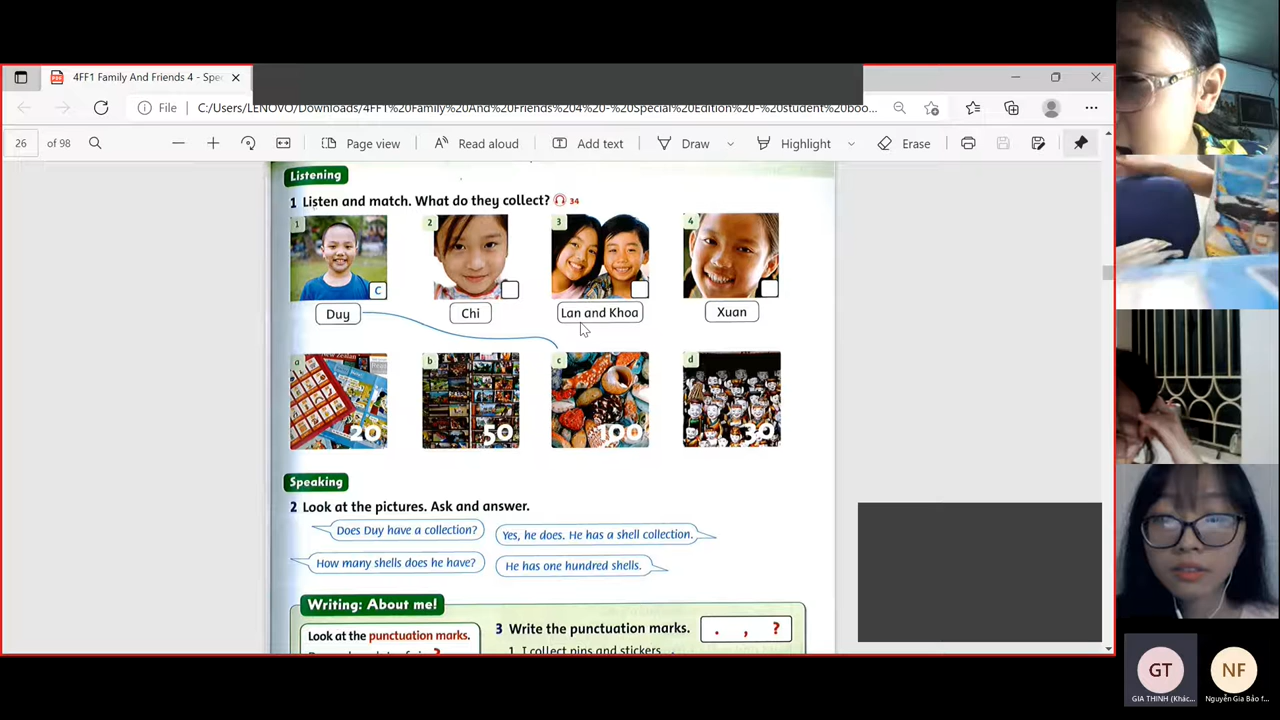 4FF1 Family And Friends 4 - Spe
File
C:/Users/LENOVO/Downloads/4FF1%20Family%20And%20Friends%204%20-%20Special%20Edition%20-%20student%20boo...
26 of 98
Page view
Read aloud
Add text
Draw
Highlight
Erase
Listening
1 Listen and match. What do they collect? 34
1
2
3
4
C
Duy
Chi
Lan and Khoa
Xuan
a
b
c
d
20
50
100
30
Speaking
2 Look at the pictures. Ask and answer.
Does Duy have a collection?
Yes, he does. He has a shell collection.
How many shells does he have?
He has one hundred shells.
Writing: About me!
Look at the punctuation marks.
3 Write the punctuation marks. . , ?
1 I collect pins and stickers
GT
NF
GIA THINH (Khác...
Nguyễn Gia Bảo f...